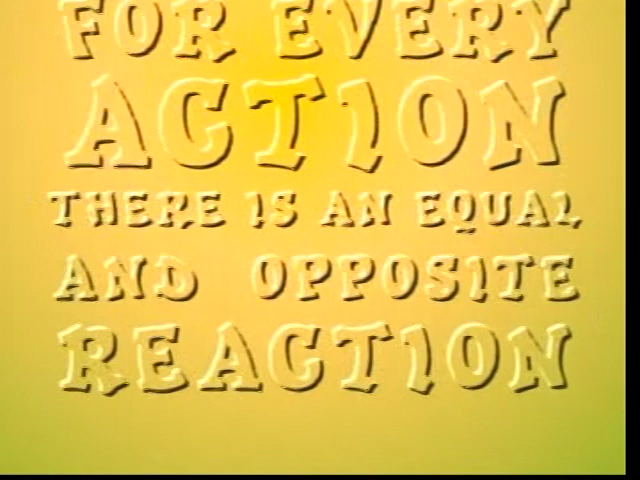 FOR EVERY
ACTION
THERE IS AN EQUAL
AND OPPOSITE
REACTION